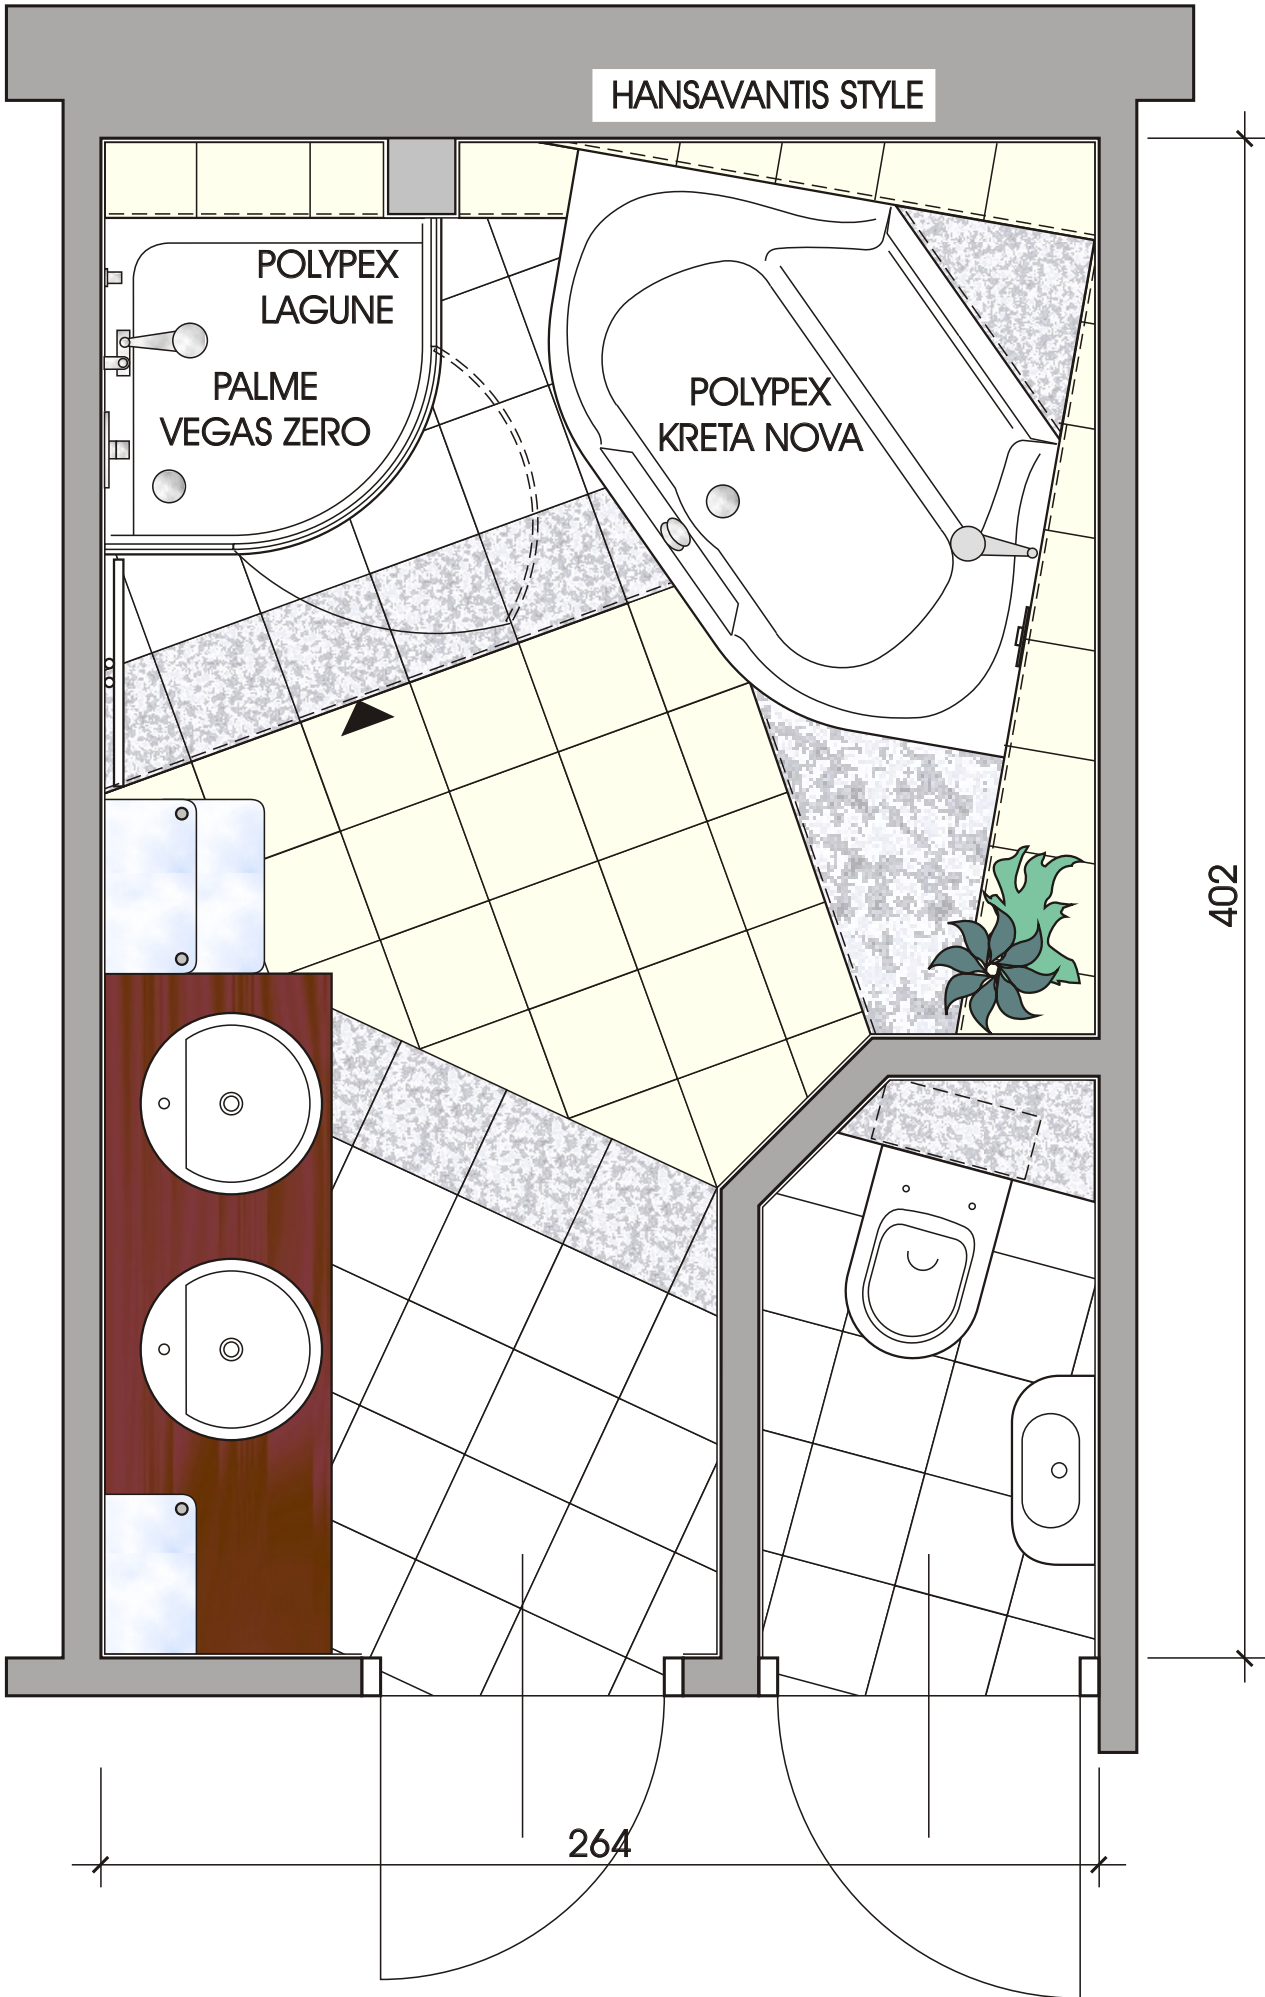 HANSAVANTIS STYLE
POLYPEX
LAGUNE
PALME
VEGAS ZERO
POLYPEX
KRETA NOVA
402
264